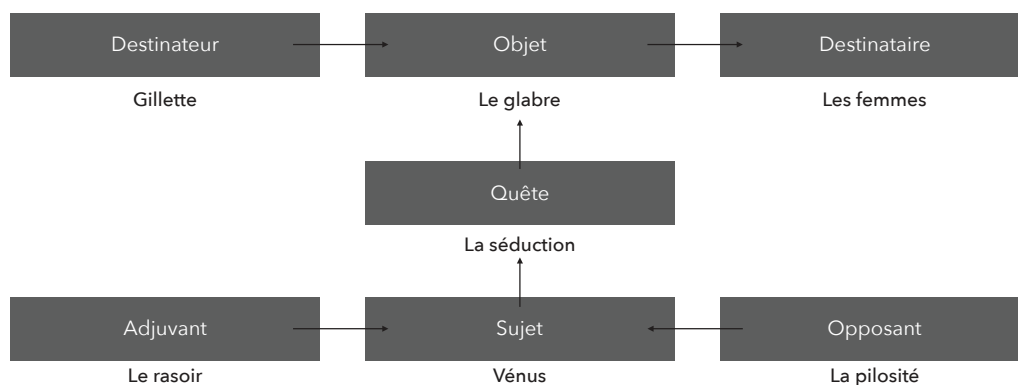 Destinateur
Objet
Destinataire
Gillette
Le glabre
Les femmes
Quête
La séduction
Adjuvant
Sujet
Opposant
Le rasoir
Vénus
La pilosité